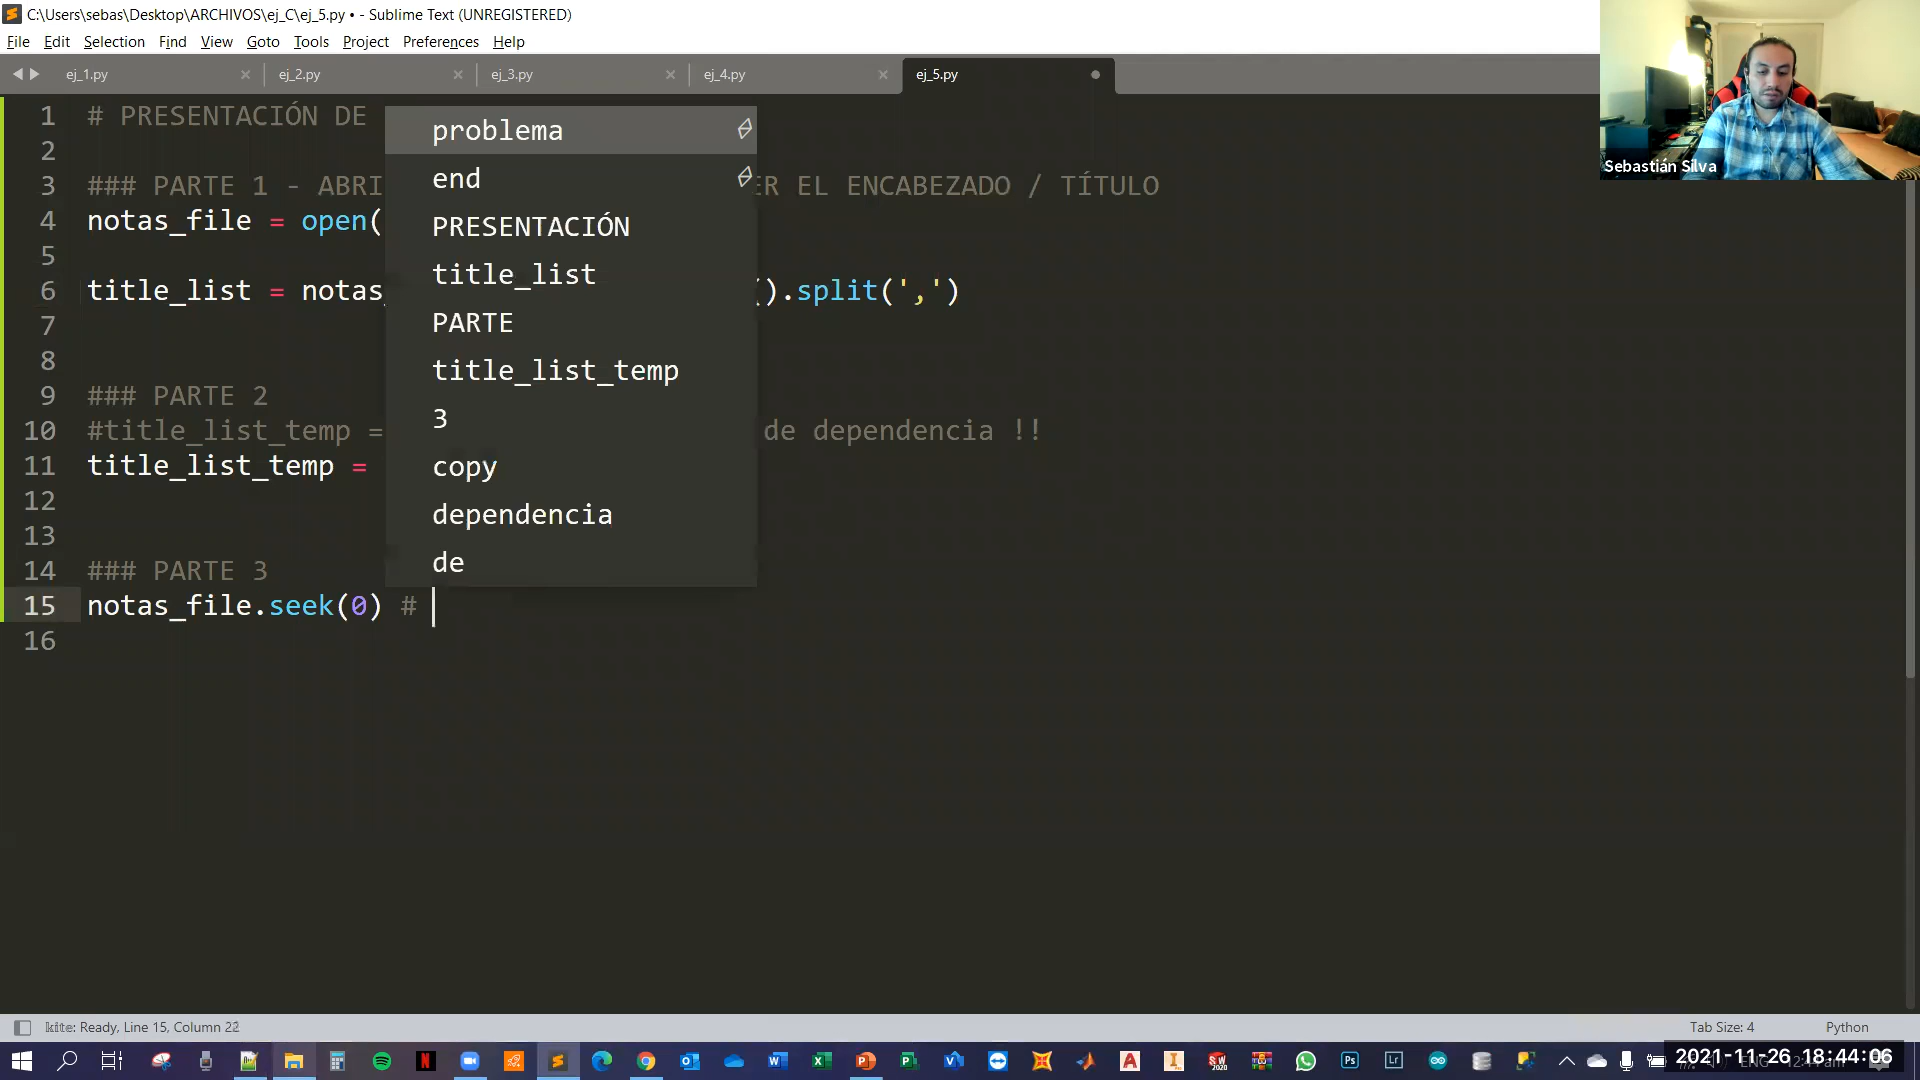 C:\Users\sebas\Desktop\ARCHIVOS\ej_C\ej_5.py • - Sublime Text (UNREGISTERED)
File Edit Selection Find View Goto Tools Project Preferences Help
ej_1.py ej_2.py ej_3.py ej_4.py ej_5.py
Sebastián Silva
1 # PRESENTACIÓN DE
2
3 ### PARTE 1 - ABRI ER EL ENCABEZADO / TÍTULO
4 notas_file = open(
5
6 title_list = notas_ ().split(',')
7
8
9 ### PARTE 2
10 #title_list_temp = de dependencia !!
11 title_list_temp =
12
13
14 ### PARTE 3
15 notas_file.seek(0) #
16
problema
end
PRESENTACIÓN
title_list
PARTE
title_list_temp
3
copy
dependencia
de
kite: Ready, Line 15, Column 22 Tab Size: 4 Python
2021-11-26 18:44:06